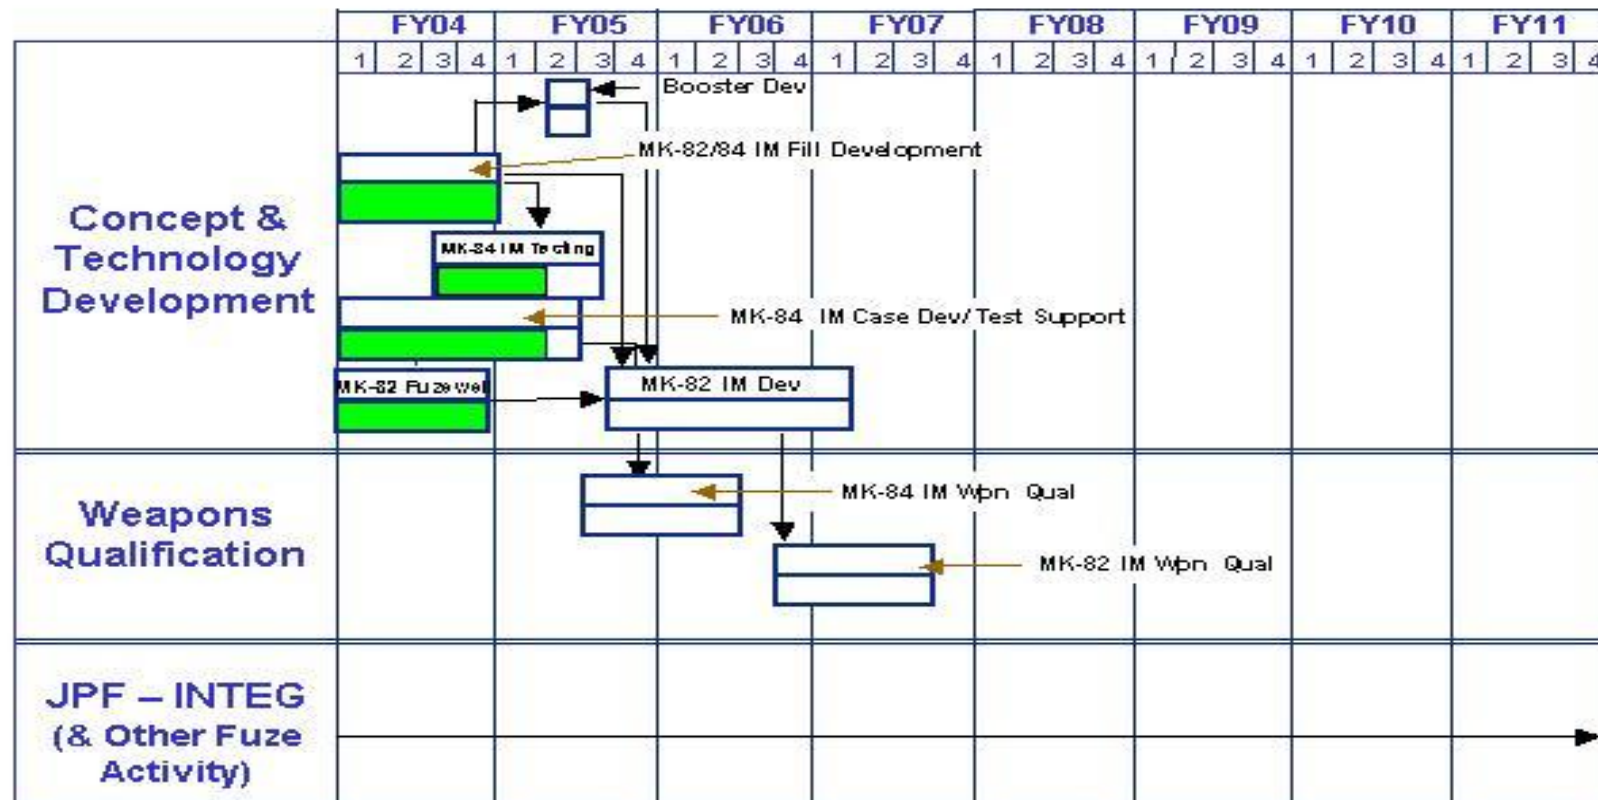 FY04 FY05 FY06 FY07 FY08 FY09 FY10 FY11
1 2 3 4 1 2 3 4 1 2 3 4 1 2 3 4 1 2 3 4 1 2 3 4 1 2 3 4 1 2 3 4
Booster Dev
MK-82/84 IM Fill Development
Concept &
Technology
Development
MK-84 IM Testing
MK-84 IM Case Dev/Test Support
MK-82 Fuzewel
MK-82 IM Dev
Weapons
Qualification
MK-84 IM Wpn Qual
MK-82 IM Wpn Qual
JPF – INTEG
(& Other Fuze
Activity)